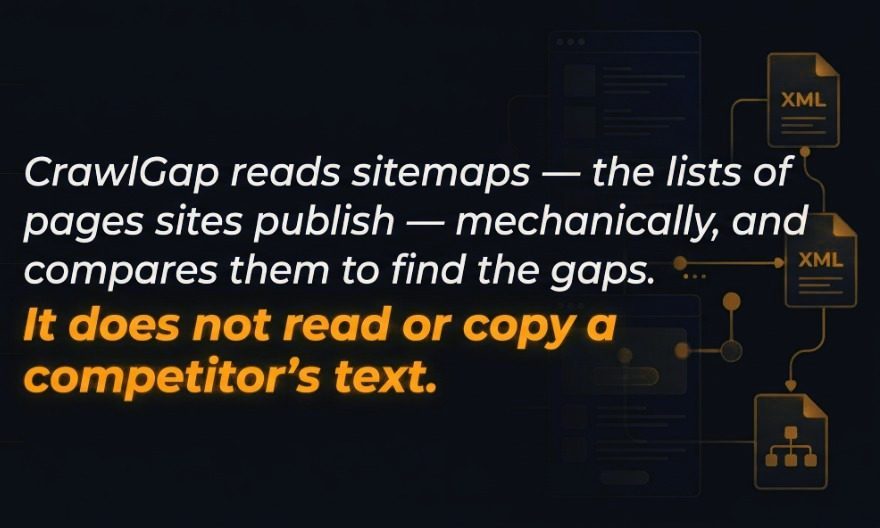 CrawlGap reads sitemaps — the lists of
pages sites publish — mechanically, and
compares them to find the gaps.
It does not read or copy a
competitor’s text.
XML
XML